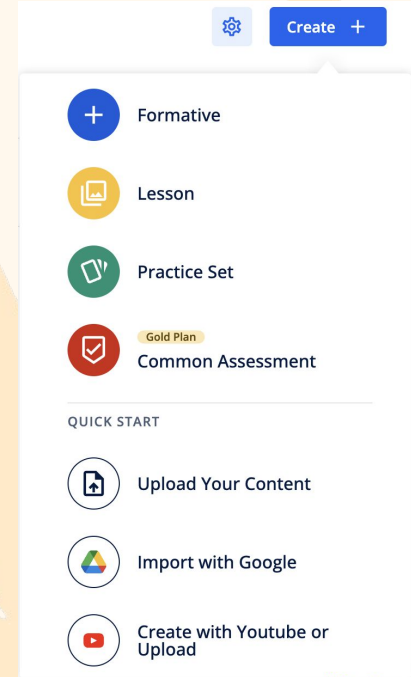 Create +
Formative
Lesson
Practice Set
Gold Plan
Common Assessment
QUICK START
Upload Your Content
Import with Google
Create with Youtube or
Upload